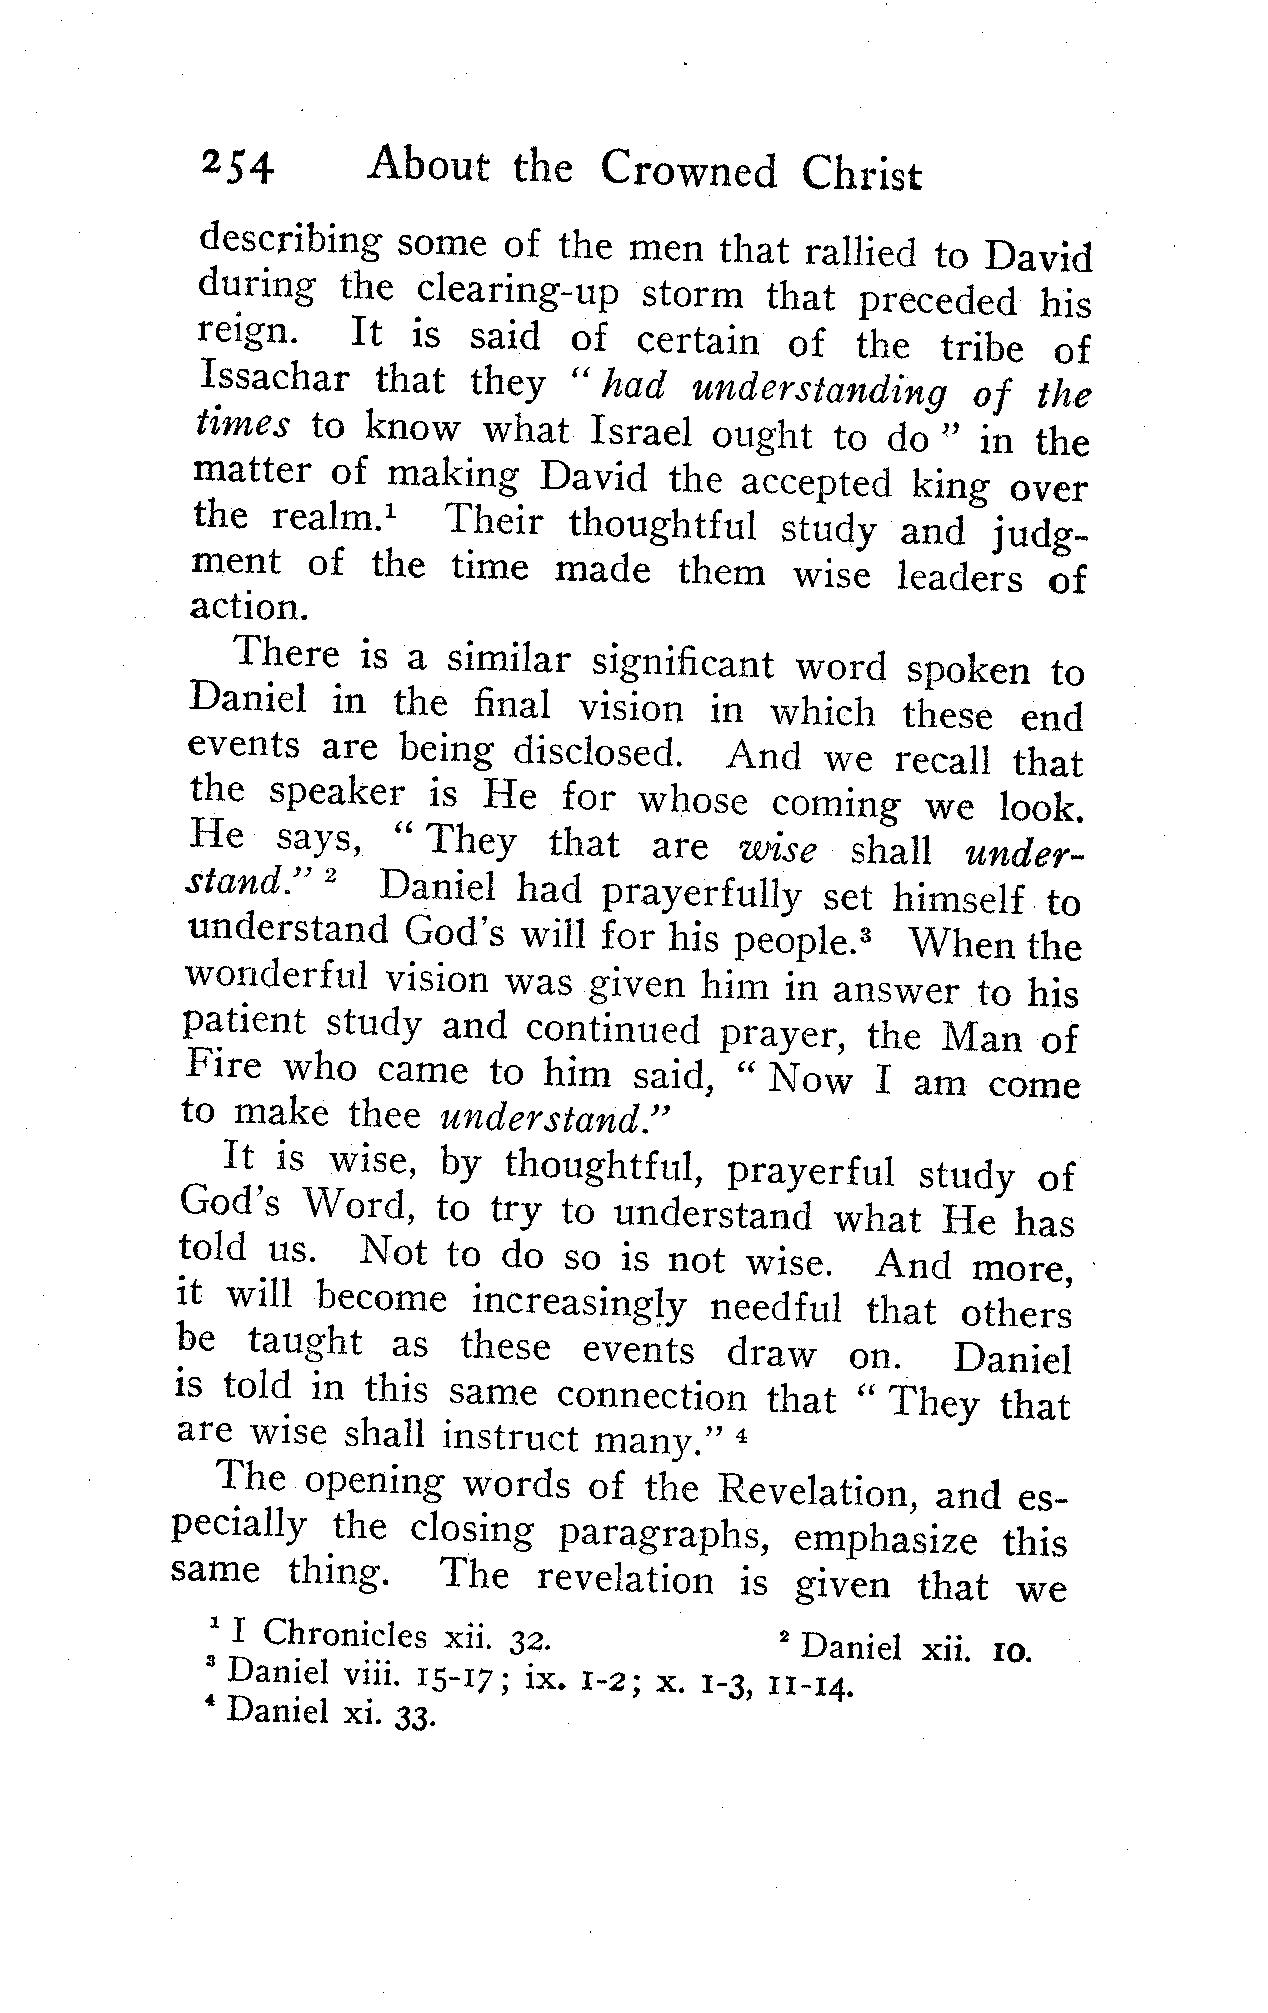 254 About the Crowned Christ
describing some of the men that rallied to David
during the clearing-up storm that preceded his
reign. It is said of certain of the tribe of
Issachar that they " had understanding of the
times to know what Israel ought to do " in the
matter of making David the accepted king over
the realm.¹ Their thoughtful study and judg-
ment of the time made them wise leaders of
action.
There is a similar significant word spoken to
Daniel in the final vision in which these end
events are being disclosed. And we recall that
the speaker is He for whose coming we look.
He says, " They that are wise shall under-
stand." ² Daniel had prayerfully set himself to
understand God's will for his people.³ When the
wonderful vision was given him in answer to his
patient study and continued prayer, the Man of
Fire who came to him said, " Now I am come
to make thee understand."
It is wise, by thoughtful, prayerful study of
God's Word, to try to understand what He has
told us. Not to do so is not wise. And more,
it will become increasingly needful that others
be taught as these events draw on. Daniel
is told in this same connection that " They that
are wise shall instruct many." ⁴
The opening words of the Revelation, and es-
pecially the closing paragraphs, emphasize this
same thing. The revelation is given that we
¹ I Chronicles xii. 32. ² Daniel xii. 10.
³ Daniel viii. 15-17; ix. 1-2; x. 1-3, 11-14.
⁴ Daniel xi. 33.